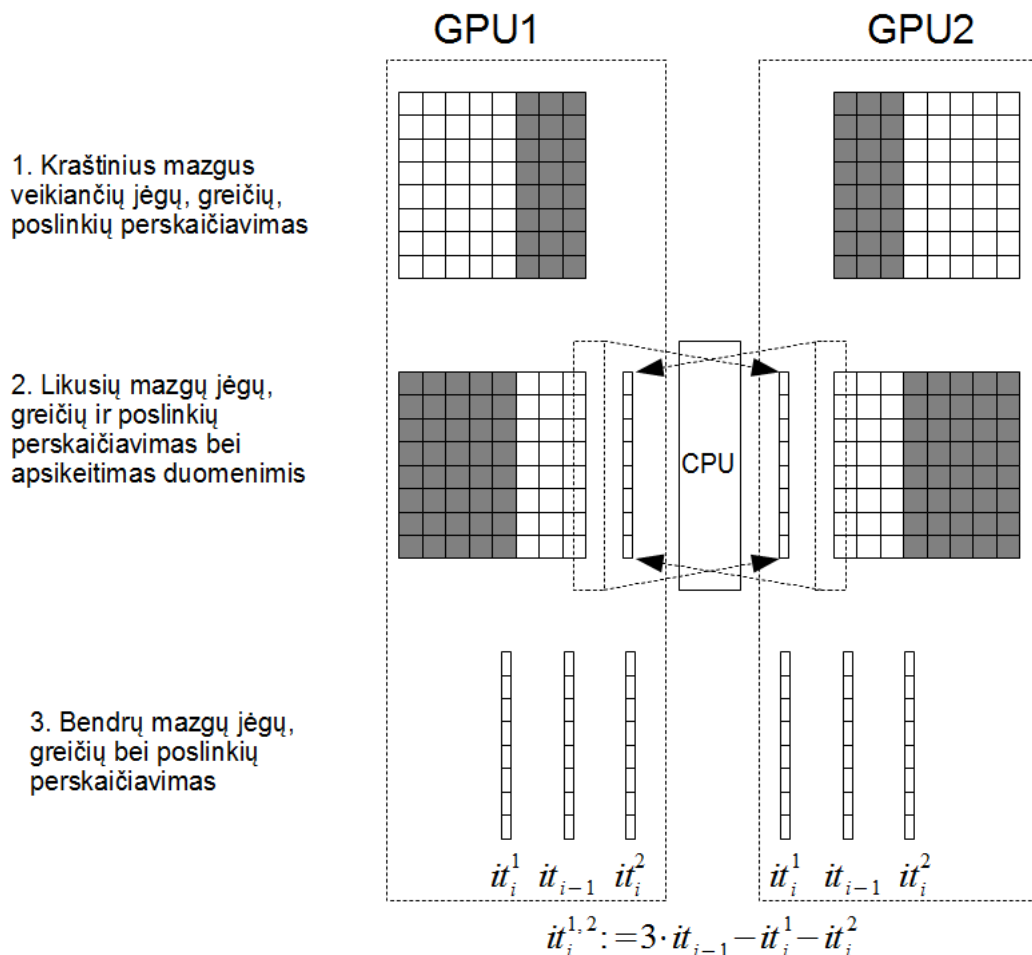 GPU1 GPU2
1. Kraštinius mazgus
veikiančių jėgų, greičių,
poslinkių perskaičiavimas
2. Likusių mazgų jėgų,
greičių ir poslinkių
perskaičiavimas bei
apsikeitimas duomenimis
CPU
3. Bendrų mazgų jėgų,
greičių bei poslinkių
perskaičiavimas
it_i^1 it_{i-1} it_i^2 it_i^1 it_{i-1} it_i^2
it_i^{1,2}:=3·it_{i-1}-it_i^1-it_i^2